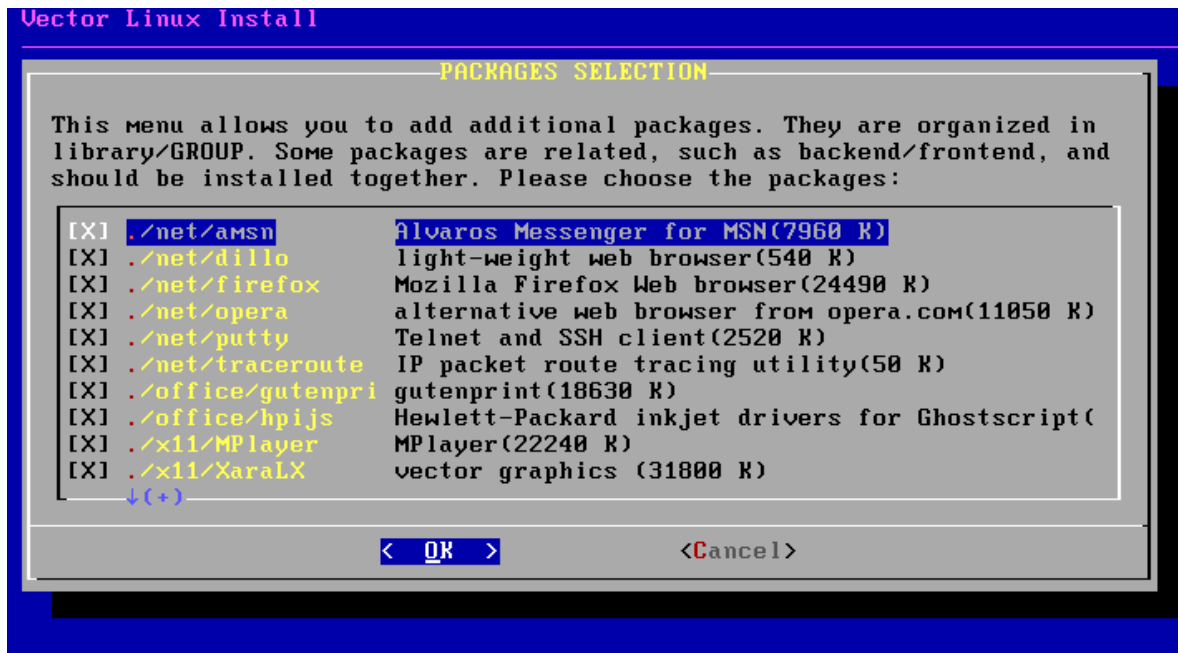 Vector Linux Install
PACKAGES SELECTION
This menu allows you to add additional packages. They are organized in
library/GROUP. Some packages are related, such as backend/frontend, and
should be installed together. Please choose the packages:
[X] ./net/amsn Alvaros Messenger for MSN(7960 K)
[X] ./net/dillo light-weight web browser(540 K)
[X] ./net/firefox Mozilla Firefox Web browser(24490 K)
[X] ./net/opera alternative web browser from opera.com(11050 K)
[X] ./net/putty Telnet and SSH client(2520 K)
[X] ./net/traceroute IP packet route tracing utility(50 K)
[X] ./office/gutenpri gutenprint(18630 K)
[X] ./office/hpijs Hewlett-Packard inkjet drivers for Ghostscript(
[X] ./x11/MPlayer MPlayer(22240 K)
[X] ./x11/XaraLX vector graphics (31800 K)
↓(+)
< OK > <Cancel>